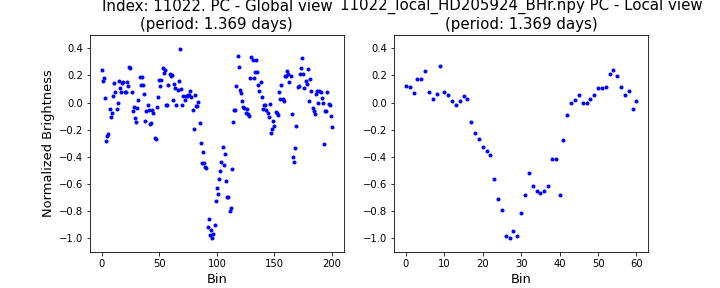 Index: 11022. PC - Global view
(period: 1.369 days)
11022_local_HD205924_BHr.npy PC - Local view
(period: 1.369 days)
Normalized Brightness
0.4
0.2
0.0
−0.2
−0.4
−0.6
−0.8
−1.0
0 50 100 150 200
Bin
0.4
0.2
0.0
−0.2
−0.4
−0.6
−0.8
−1.0
0 10 20 30 40 50 60
Bin